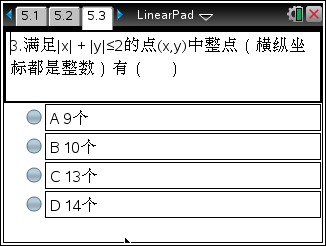 5.1 5.2 5.3 LinearPad
3.满足|x| + |y|≤2的点(x,y)中整点（横纵坐
标都是整数）有（ ）
A 9个
B 10个
C 13个
D 14个